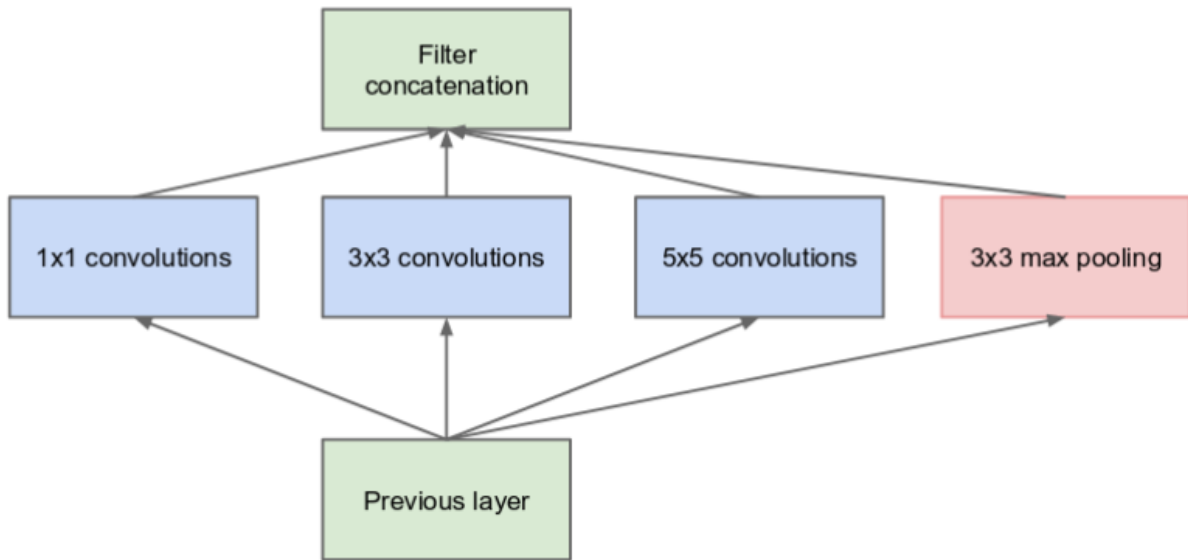 Filter
concatenation
1x1 convolutions
3x3 convolutions
5x5 convolutions
3x3 max pooling
Previous layer